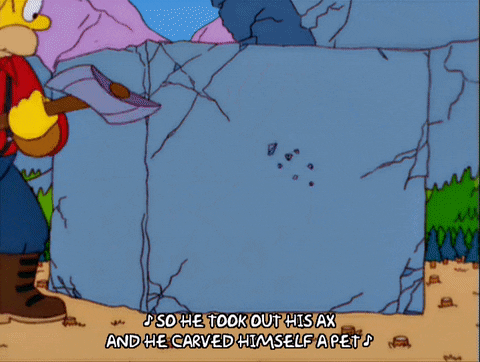 ♪ SO HE TOOK OUT HIS AX
AND HE CARVED HIMSELF A PET ♪